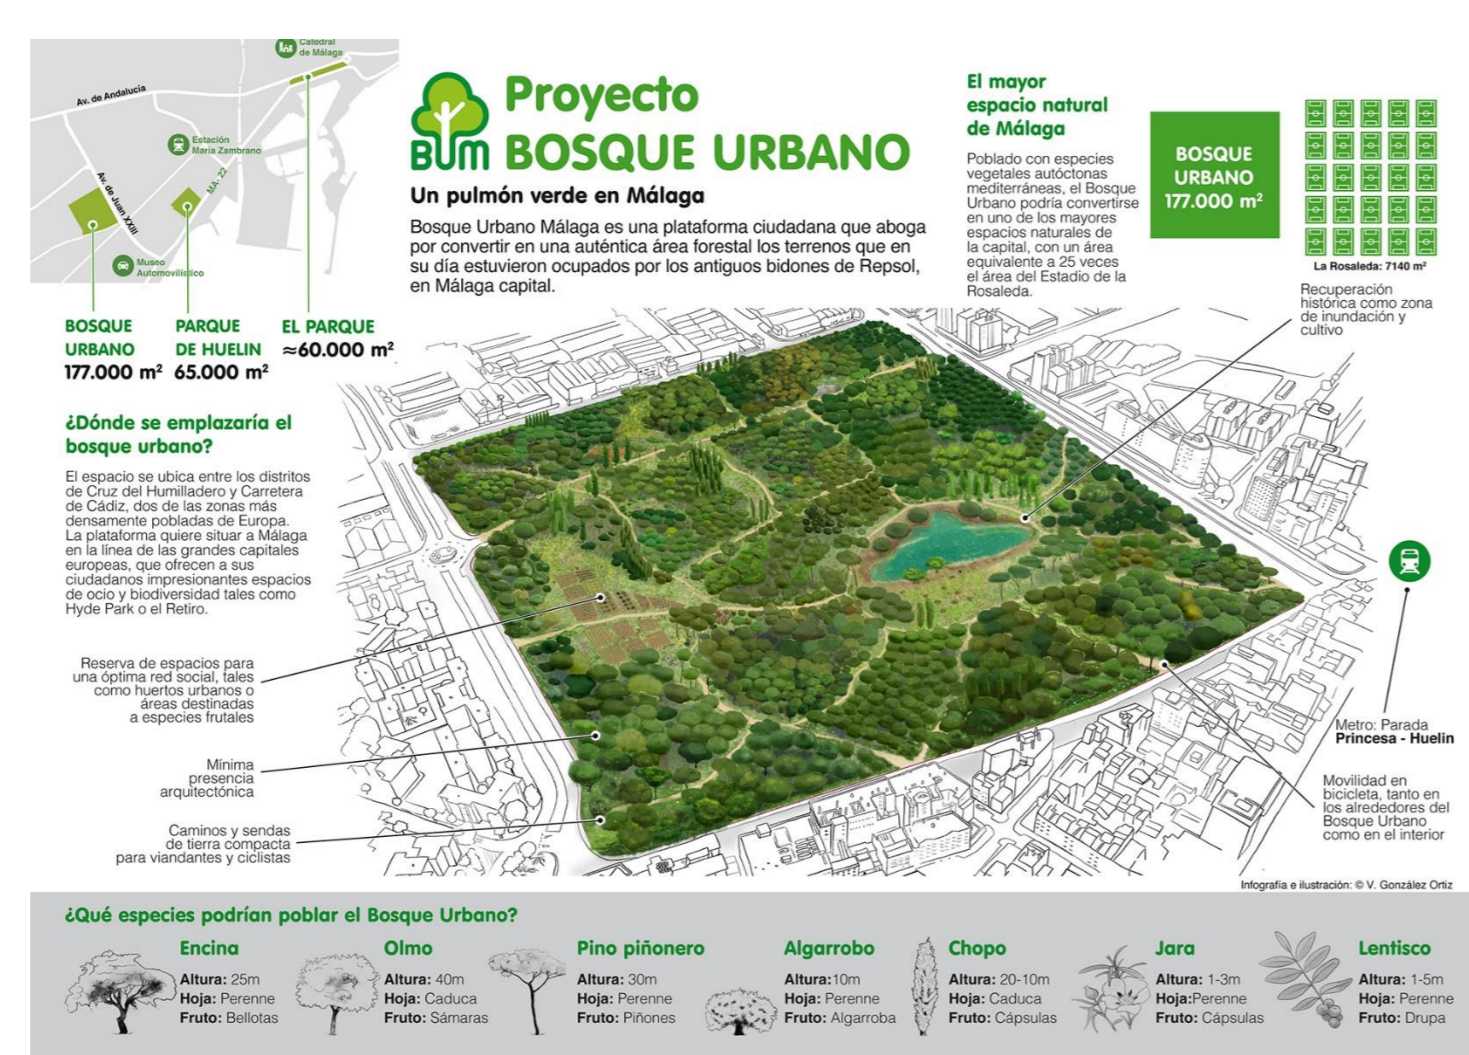 Catedral
de Málaga
Av. de Andalucía
Estación
María Zambrano
MA- 22
Av. de Juan XXIII
Museo
Automovilístico
BOSQUE
URBANO
177.000 m²
PARQUE
DE HUELIN
65.000 m²
EL PARQUE
≈60.000 m²
BUM
Proyecto
BOSQUE URBANO
Un pulmón verde en Málaga
Bosque Urbano Málaga es una plataforma ciudadana que aboga
por convertir en una auténtica área forestal los terrenos que en
su día estuvieron ocupados por los antiguos bidones de Repsol,
en Málaga capital.
El mayor
espacio natural
de Málaga
Poblado con especies
vegetales autóctonas
mediterráneas, el Bosque
Urbano podría convertirse
en uno de los mayores
espacios naturales de
la capital, con un área
equivalente a 25 veces
el área del Estadio de la
Rosaleda.
BOSQUE
URBANO
177.000 m²
La Rosaleda: 7140 m²
Recuperación
histórica como zona
de inundación y
cultivo
¿Dónde se emplazaría el
bosque urbano?
El espacio se ubica entre los distritos
de Cruz del Humilladero y Carretera
de Cádiz, dos de las zonas más
densamente pobladas de Europa.
La plataforma quiere situar a Málaga
en la línea de las grandes capitales
europeas, que ofrecen a sus
ciudadanos impresionantes espacios
de ocio y biodiversidad tales como
Hyde Park o el Retiro.
Reserva de espacios para
una óptima red social, tales
como huertos urbanos o
áreas destinadas
a especies frutales
Mínima
presencia
arquitectónica
Caminos y sendas
de tierra compacta
para viandantes y ciclistas
Metro: Parada
Princesa - Huelin
Movilidad en
bicicleta, tanto en
los alrededores del
Bosque Urbano
como en el interior
Infografía e ilustración: © V. González Ortiz
¿Qué especies podrían poblar el Bosque Urbano?
Encina
Altura: 25m
Hoja: Perenne
Fruto: Bellotas
Olmo
Altura: 40m
Hoja: Caduca
Fruto: Sámaras
Pino piñonero
Altura: 30m
Hoja: Perenne
Fruto: Piñones
Algarrobo
Altura:10m
Hoja: Perenne
Fruto: Algarroba
Chopo
Altura: 20-10m
Hoja: Caduca
Fruto: Cápsulas
Jara
Altura: 1-3m
Hoja:Perenne
Fruto: Cápsulas
Lentisco
Altura: 1-5m
Hoja: Perenne
Fruto: Drupa